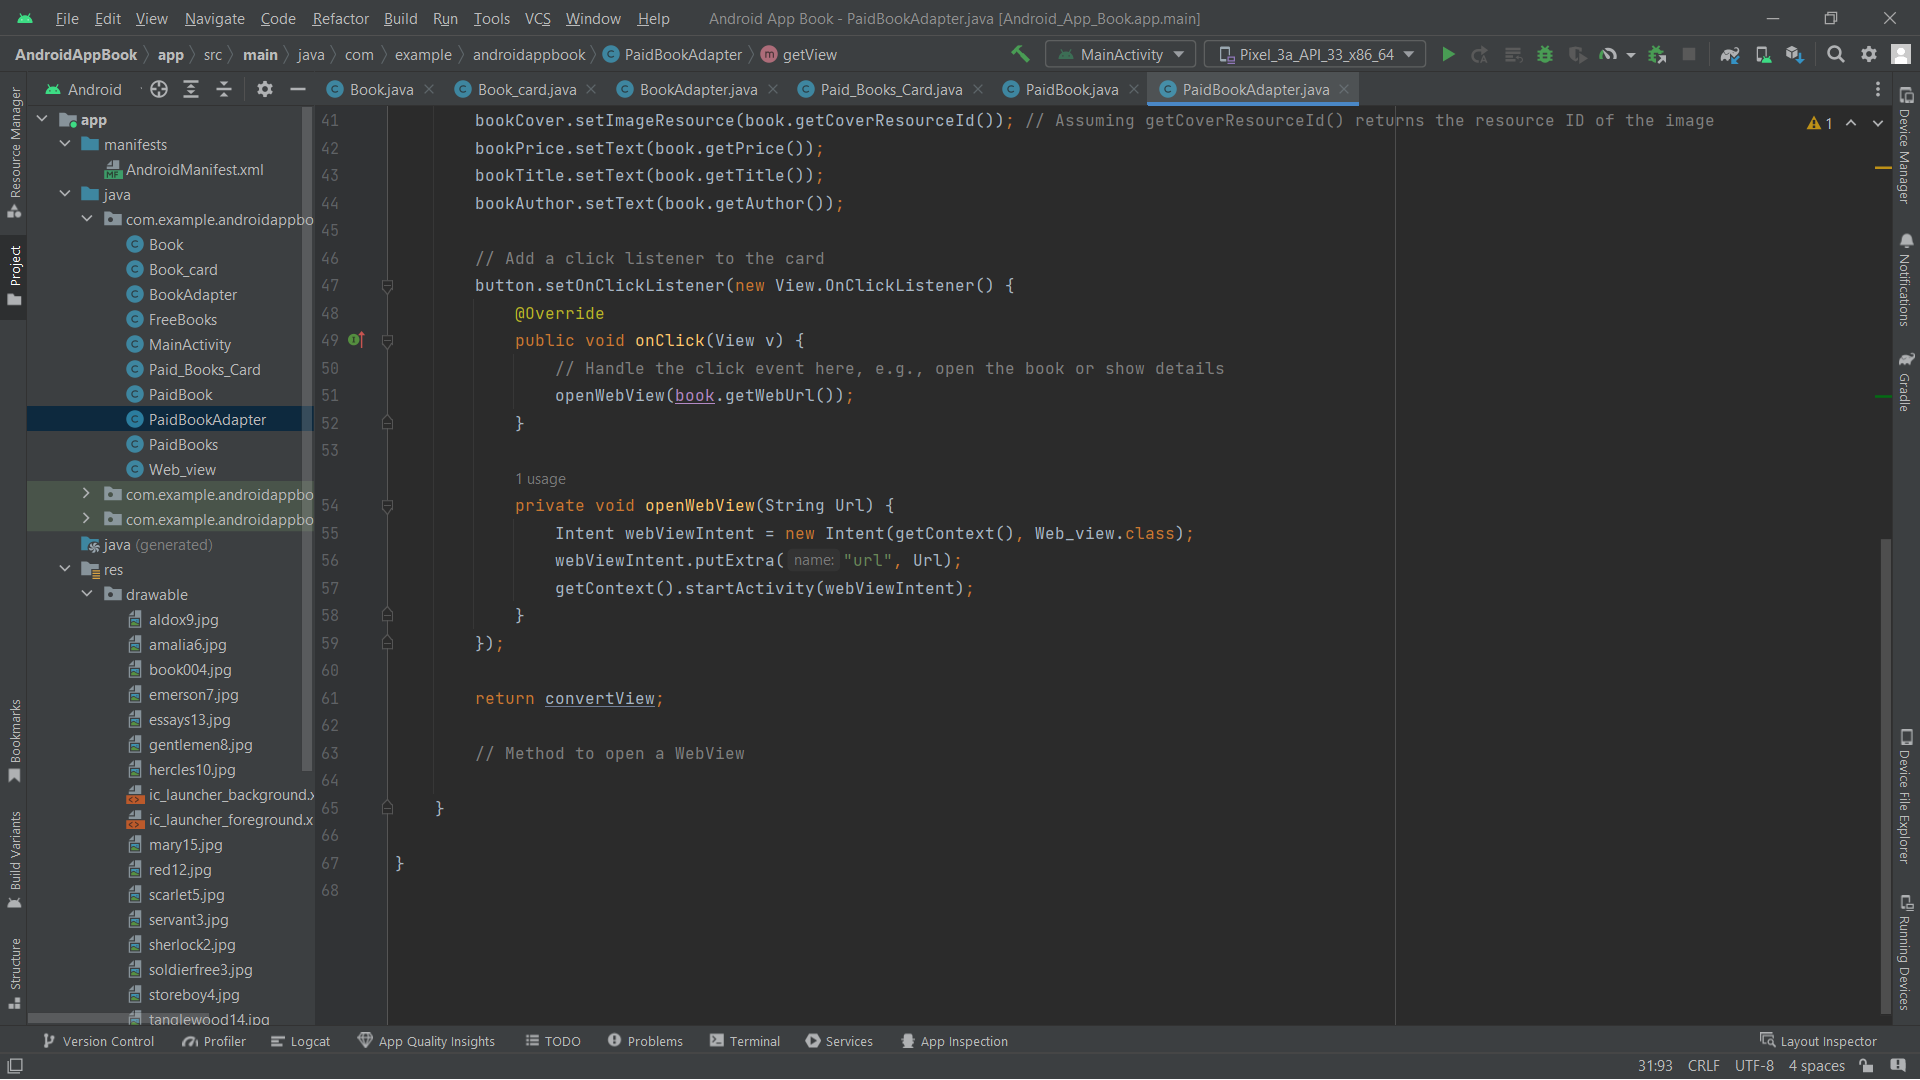 File Edit View Navigate Code Refactor Build Run Tools VCS Window Help Android App Book - PaidBookAdapter.java [Android_App_Book.app.main]
AndroidAppBook app src main java com example androidappbook PaidBookAdapter m getView MainActivity Pixel_3a_API_33_x86_64
Android Book.java Book_card.java BookAdapter.java Paid_Books_Card.java PaidBook.java PaidBookAdapter.java
Resource Manager
Project
Bookmarks
Build Variants
Structure
app
manifests
AndroidManifest.xml
java
com.example.androidappbo
Book
Book_card
BookAdapter
FreeBooks
MainActivity
Paid_Books_Card
PaidBook
PaidBookAdapter
PaidBooks
Web_view
com.example.androidappbo
com.example.androidappbo
java (generated)
res
drawable
aldox9.jpg
amalia6.jpg
book004.jpg
emerson7.jpg
essays13.jpg
gentlemen8.jpg
hercles10.jpg
ic_launcher_background.x
ic_launcher_foreground.x
mary15.jpg
red12.jpg
scarlet5.jpg
servant3.jpg
sherlock2.jpg
soldierfree3.jpg
storeboy4.jpg
tanglewood14.jpg
41 bookCover.setImageResource(book.getCoverResourceId()); // Assuming getCoverResourceId() returns the resource ID of the image
42 bookPrice.setText(book.getPrice());
43 bookTitle.setText(book.getTitle());
44 bookAuthor.setText(book.getAuthor());
45
46 // Add a click listener to the card
47 button.setOnClickListener(new View.OnClickListener() {
48 @Override
49 public void onClick(View v) {
50 // Handle the click event here, e.g., open the book or show details
51 openWebView(book.getWebUrl());
52 }
53
1 usage
54 private void openWebView(String Url) {
55 Intent webViewIntent = new Intent(getContext(), Web_view.class);
56 webViewIntent.putExtra( name: "url", Url);
57 getContext().startActivity(webViewIntent);
58 }
59 });
60
61 return convertView;
62
63 // Method to open a WebView
64
65 }
66
67 }
68
1
Device Manager
Notifications
Gradle
Device File Explorer
Running Devices
Version Control Profiler Logcat App Quality Insights TODO Problems Terminal Services App Inspection Layout Inspector
31:93 CRLF UTF-8 4 spaces